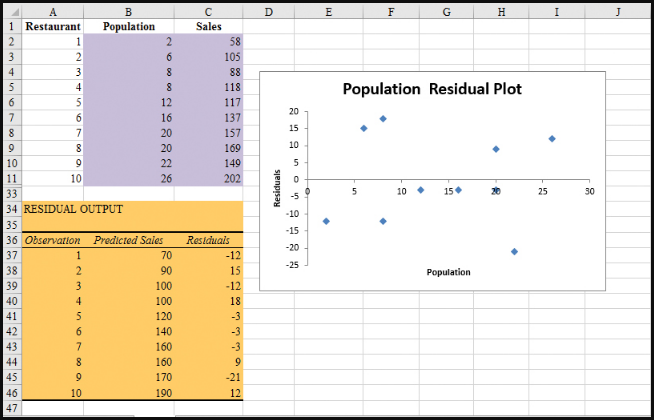 A B C D E F G H I J
1 Restaurant Population Sales
2 1 2 58
3 2 6 105
4 3 8 88
5 4 8 118
6 5 12 117
7 6 16 137
8 7 20 157
9 8 20 169
10 9 22 149
11 10 26 202
33
34 RESIDUAL OUTPUT
35
36 Observation Predicted Sales Residuals
37 1 70 -12
38 2 90 15
39 3 100 -12
40 4 100 18
41 5 120 -3
42 6 140 -3
43 7 160 -3
44 8 160 9
45 9 170 -21
46 10 190 12
47
Population Residual Plot
Residuals
20
15
10
5
0
-5
-10
-15
-20
-25
0 5 10 15 20 25 30
Population